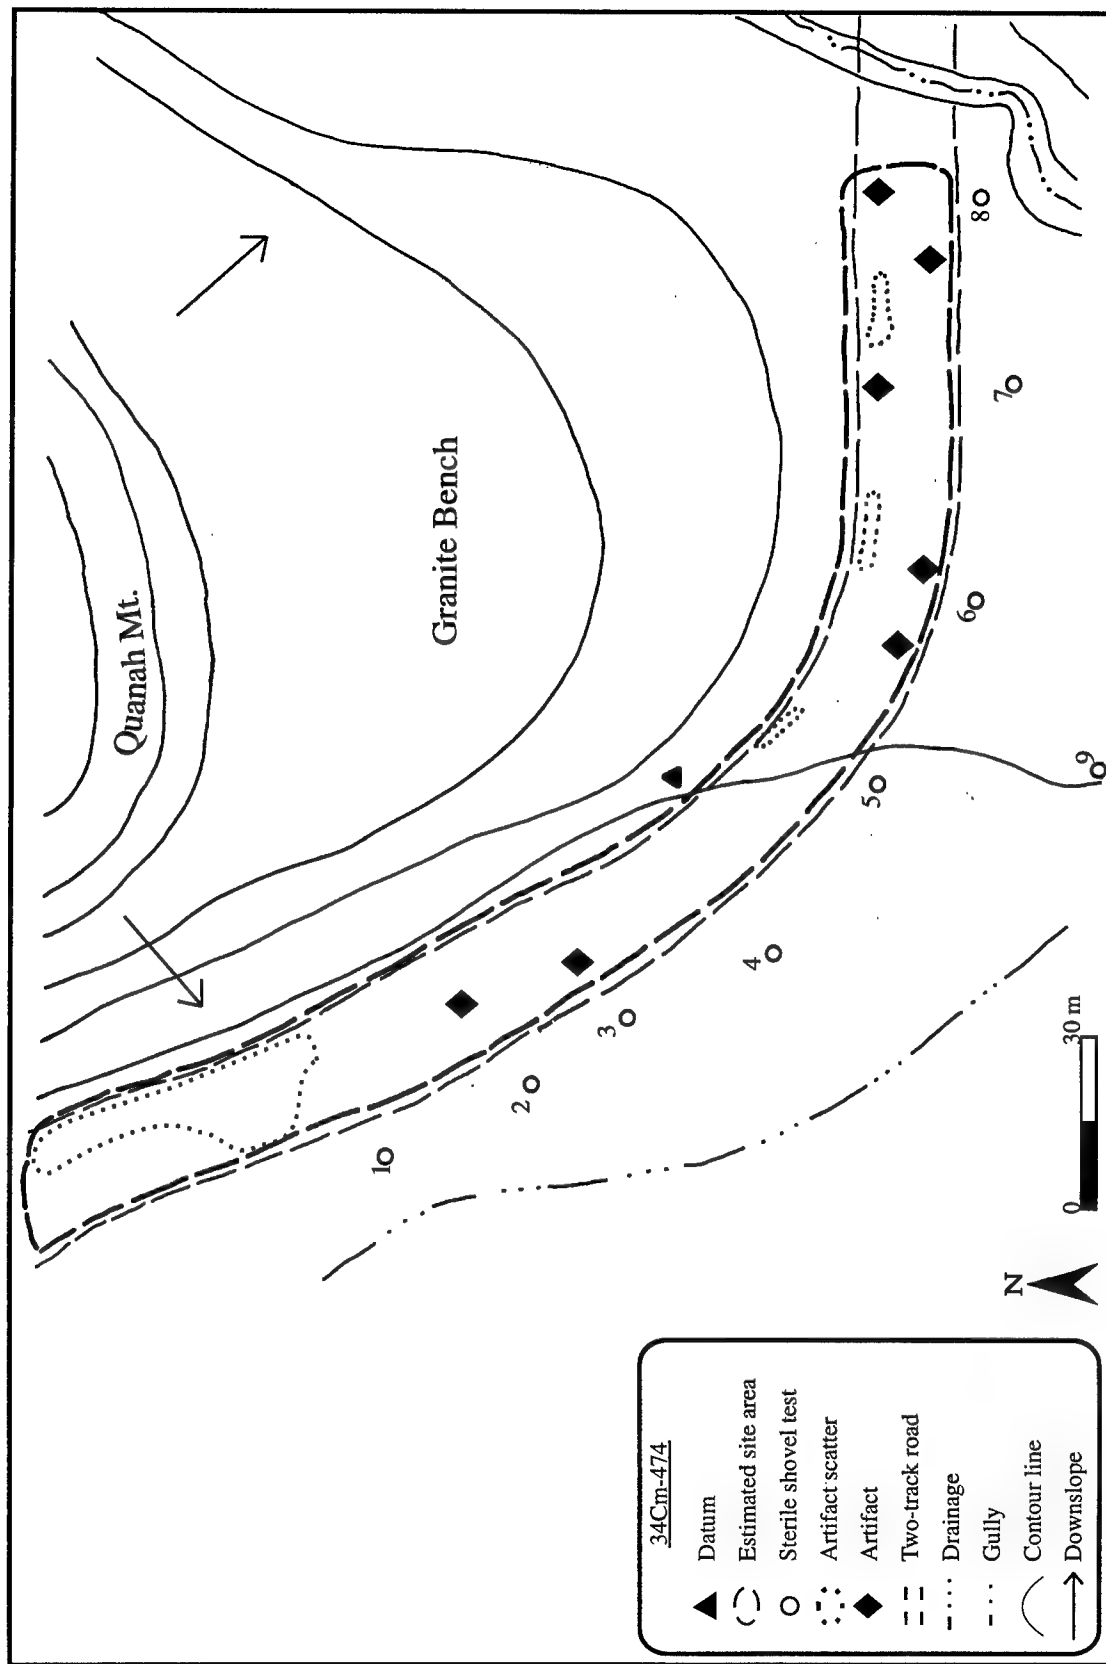 Quanah Mt.
Granite Bench
1
2
3
4
5
6
7
8
9
N
0 30 m
34Cm-474
Datum
Estimated site area
Sterile shovel test
Artifact scatter
Artifact
Two-track road
Drainage
Gully
Contour line
Downslope